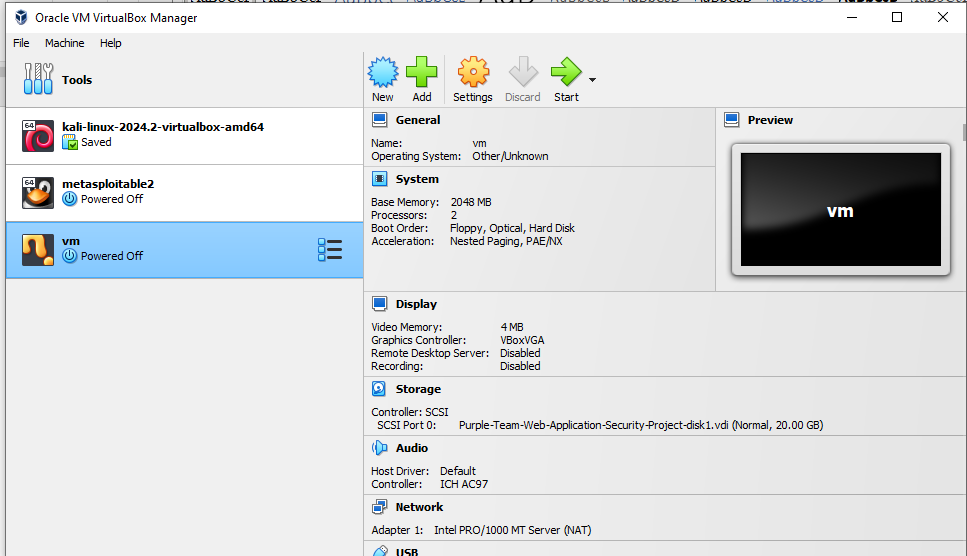 Oracle VM VirtualBox Manager
File Machine Help
Tools
New Add Settings Discard Start
64 kali-linux-2024.2-virtualbox-amd64
Saved
64 metasploitable2
Powered Off
vm
Powered Off
General
Name: vm
Operating System: Other/Unknown
System
Base Memory: 2048 MB
Processors: 2
Boot Order: Floppy, Optical, Hard Disk
Acceleration: Nested Paging, PAE/NX
Preview
vm
Display
Video Memory: 4 MB
Graphics Controller: VBoxVGA
Remote Desktop Server: Disabled
Recording: Disabled
Storage
Controller: SCSI
SCSI Port 0: Purple-Team-Web-Application-Security-Project-disk1.vdi (Normal, 20.00 GB)
Audio
Host Driver: Default
Controller: ICH AC97
Network
Adapter 1: Intel PRO/1000 MT Server (NAT)
USB